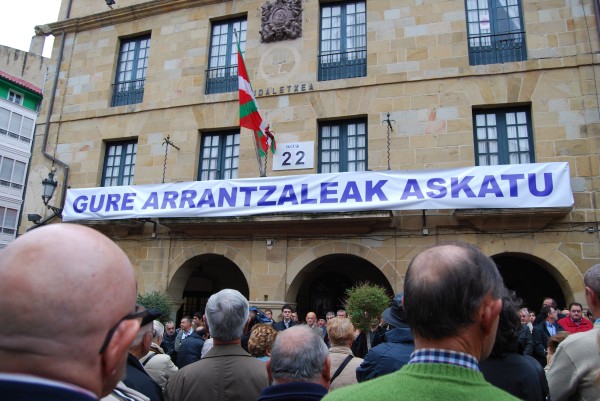 UDALETXEA
22
GURE ARRANTZALEAK ASKATU